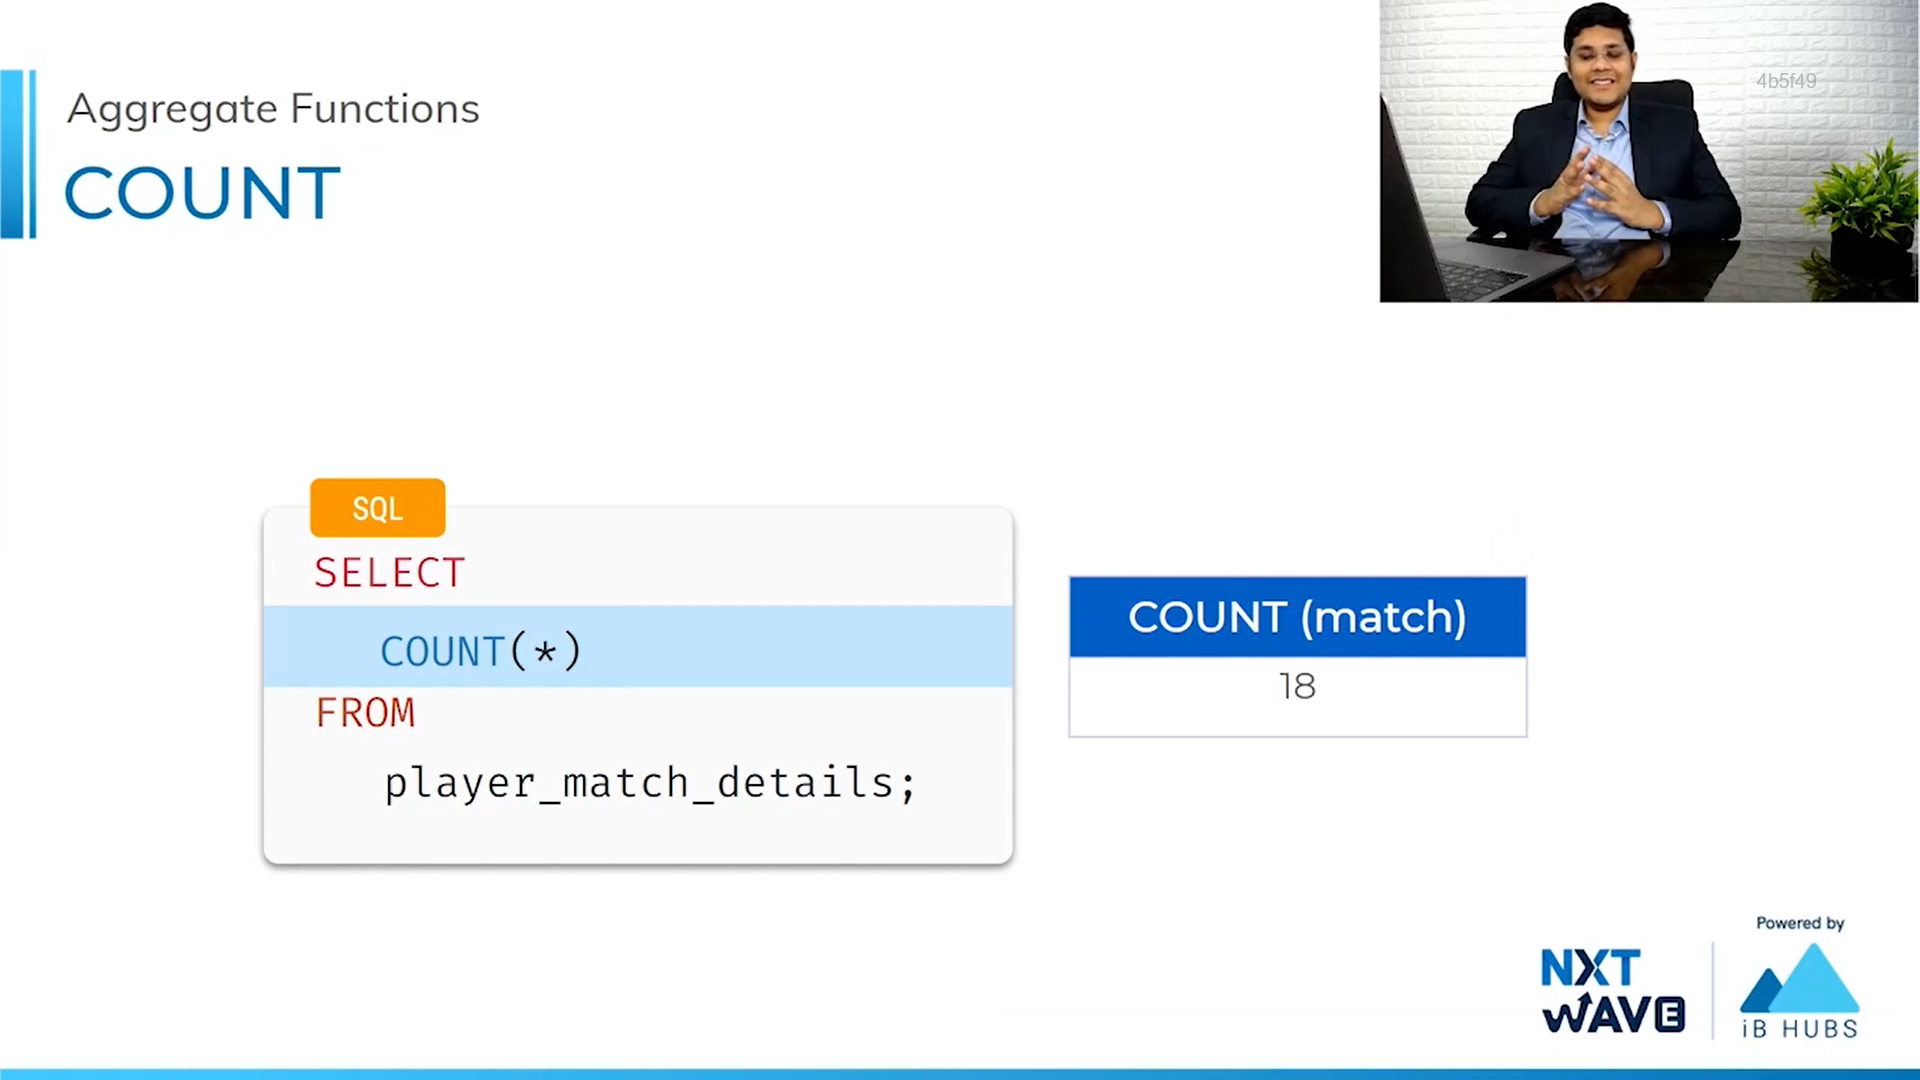 Aggregate Functions
COUNT
4b5f49
SQL
SELECT
COUNT(*)
FROM
player_match_details;
COUNT (match)
18
Powered by
NXT
WAVE
iB HUBS